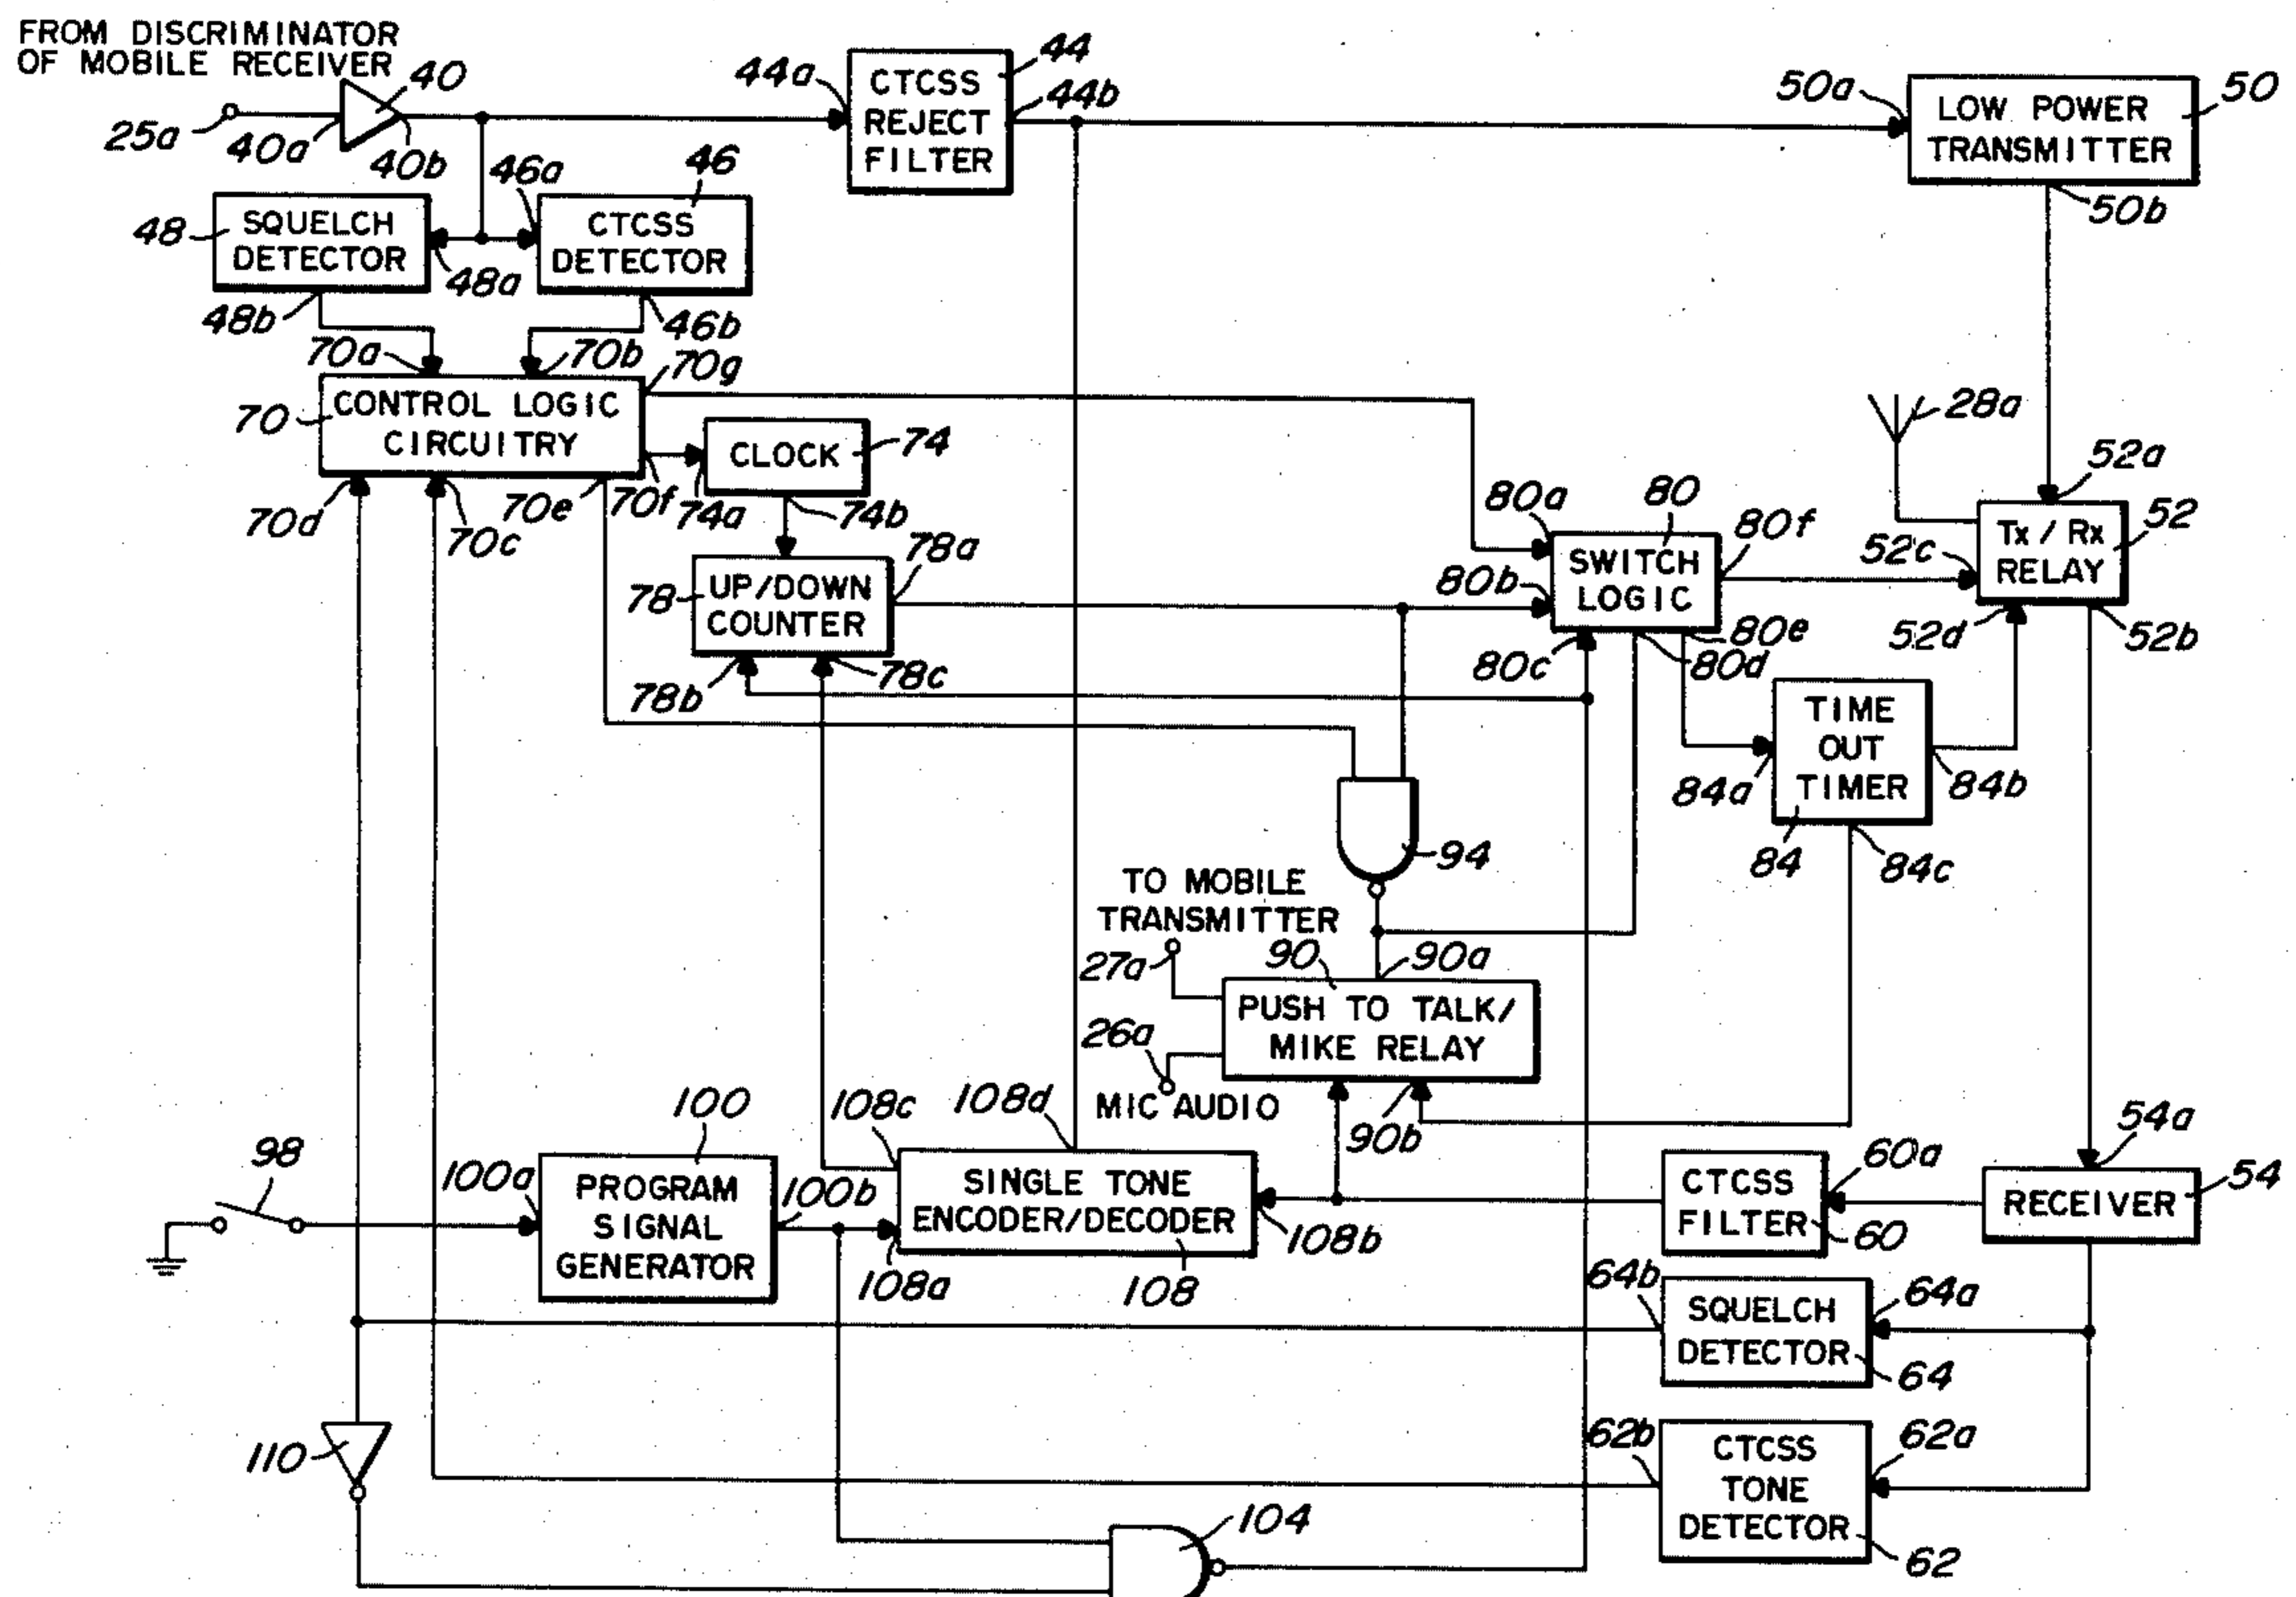 FROM DISCRIMINATOR
OF MOBILE RECEIVER
40
25a
40a
40b
44a
CTCSS
REJECT
FILTER
44
44b
50a
LOW POWER
TRANSMITTER
50
50b
48
SQUELCH
DETECTOR
48a
48b
46a
46
CTCSS
DETECTOR
46b
70a
70b
70g
70
CONTROL LOGIC
CIRCUITRY
70d
70c
70e
70f
74a
CLOCK
74
74b
78a
78
UP/DOWN
COUNTER
78b
78c
80a
80
80f
80b
SWITCH
LOGIC
80c
80d
80e
28a
52a
52
52c
Tx / Rx
RELAY
52d
52b
TIME
OUT
TIMER
84a
84b
84
84c
94
TO MOBILE
TRANSMITTER
27a
90
90a
PUSH TO TALK/
MIKE RELAY
26a
MIC AUDIO
90b
98
100
100a
PROGRAM
SIGNAL
GENERATOR
100b
108c
108d
SINGLE TONE
ENCODER/DECODER
108a
108
108b
CTCSS
FILTER
60a
60
54a
RECEIVER
54
64b
SQUELCH
DETECTOR
64a
64
62b
CTCSS
TONE
DETECTOR
62a
62
110
104